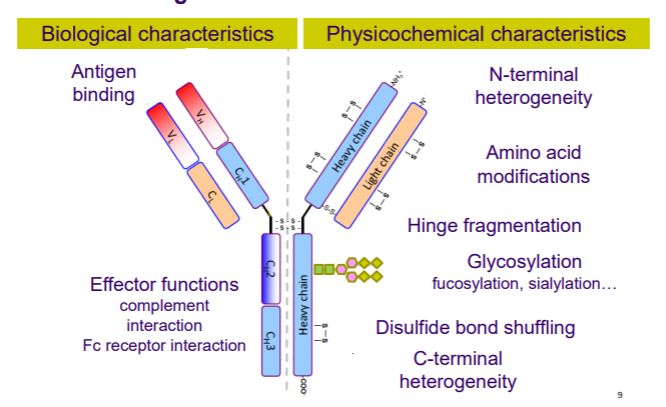 Biological characteristics
Physicochemical characteristics
Antigen
binding
V_L
V_H
C_L
C_H1
C_H2
C_H3
Effector functions
complement
interaction
Fc receptor interaction
NH₃⁺
Heavy chain
Light chain
S-S
S-S
S-S
S-S
S-S
-S-S-
-S-S-
Heavy chain
S-S
-COO-
N-terminal
heterogeneity
Amino acid
modifications
Hinge fragmentation
Glycosylation
fucosylation, sialylation…
Disulfide bond shuffling
C-terminal
heterogeneity
9